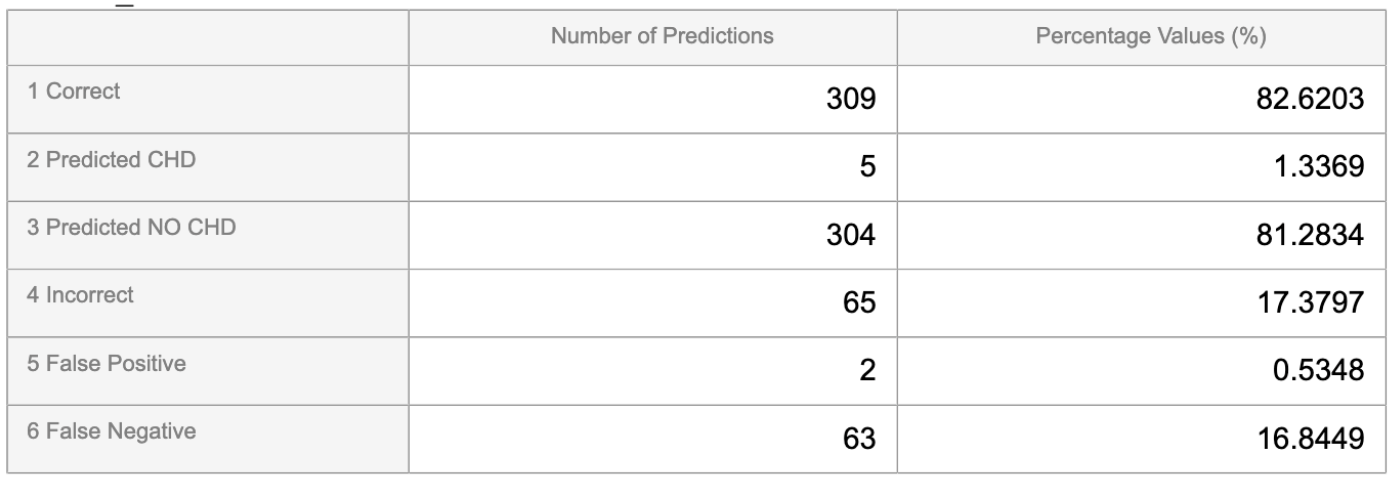 Number of Predictions Percentage Values (%)
1 Correct 309 82.6203
2 Predicted CHD 5 1.3369
3 Predicted NO CHD 304 81.2834
4 Incorrect 65 17.3797
5 False Positive 2 0.5348
6 False Negative 63 16.8449